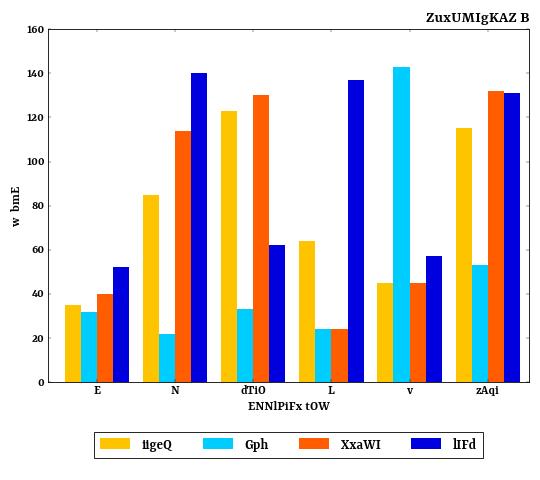 ZuxUMIgKAZ B
160
140
120
100
80
60
40
20
0
w bmE
E N dTiO L v zAqi
ENNlPiFx tOW
iigeQ Gph XxaWI lIFd